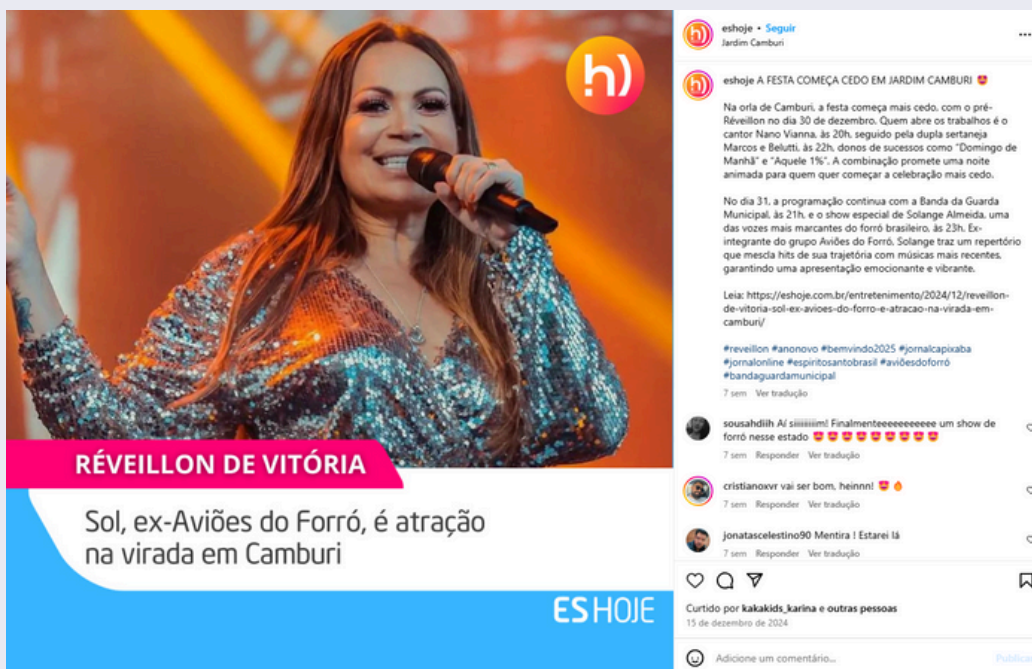 h)
RÉVEILLON DE VITÓRIA
Sol, ex-Aviões do Forró, é atração
na virada em Camburi
ESHOJE
h)
eshoje • Seguir
Jardim Camburi
h)
eshoje A FESTA COMEÇA CEDO EM JARDIM CAMBURI
Na orla de Camburi, a festa começa mais cedo, com o pré-
Réveillon no dia 30 de dezembro. Quem abre os trabalhos é o
cantor Nano Vianna, às 20h, seguido pela dupla sertaneja
Marcos e Belutti, às 22h, donos de sucessos como "Domingo de
Manhã" e "Aquele 1%". A combinação promete uma noite
animada para quem quer começar a celebração mais cedo.
No dia 31, a programação continua com a Banda da Guarda
Municipal, às 21h, e o show especial de Solange Almeida, uma
das vozes mais marcantes do forró brasileiro, às 23h. Ex-
integrante do grupo Aviões do Forró, Solange traz um repertório
que mescla hits de sua trajetória com músicas mais recentes,
garantindo uma apresentação emocionante e vibrante.
Leia: https://eshoje.com.br/entretenimento/2024/12/reveillon-
de-vitoria-sol-ex-avioes-do-forro-e-atracao-na-virada-em-
camburi/
#reveillon #anonovo #bemvindo2025 #jornalcapixaba
#jornalonline #espiritosantobrasil #aviõesdoforró
#bandaguardamunicipal
7 sem Ver tradução
sousahdiih Aí siiiiiiiiiim! Finalmenteeeeeeeeeee um show de
forró nesse estado
7 sem Responder Ver tradução
cristianoxvr vai ser bom, heinnn!
7 sem Responder Ver tradução
jonatascelestino90 Mentira ! Estarei lá
7 sem Responder Ver tradução
Curtido por kakakids_karina e outras pessoas
15 de dezembro de 2024
Adicione um comentário...
Publicar